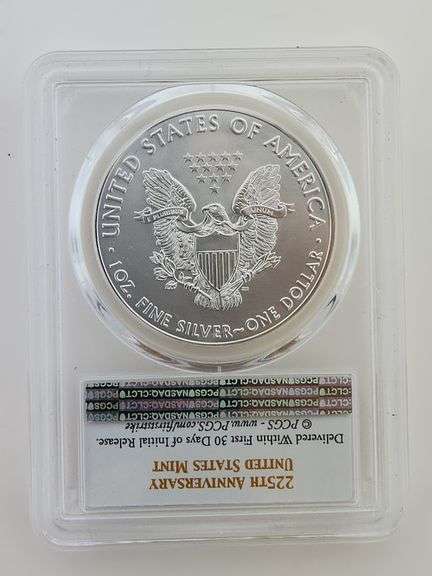 UNITED STATES OF AMERICA
E PLURIBUS UNUM
1 OZ. FINE SILVER~ONE DOLLAR
225TH ANNIVERSARY
UNITED STATES MINT
Delivered Within First 30 Days of Initial Release.
© PCGS - www.PCGS.com/firststrike